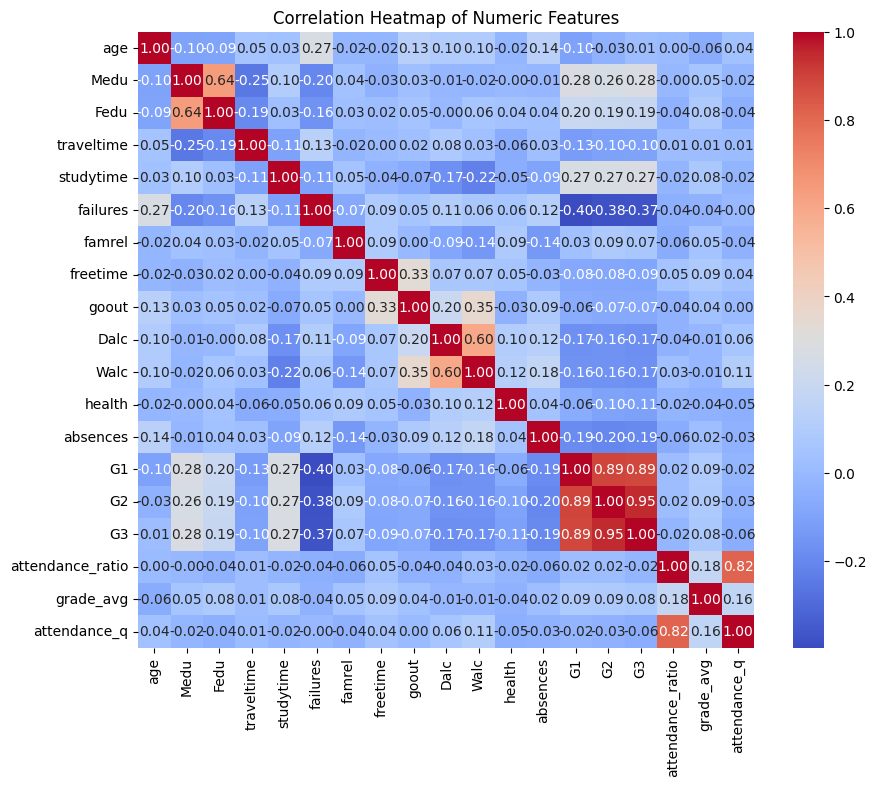 Correlation Heatmap of Numeric Features
age 1.00 -0.10 -0.09 0.05 0.03 0.27 -0.02 -0.02 0.13 0.10 0.10 -0.02 0.14 -0.10 -0.03 0.01 0.00 -0.06 0.04
Medu -0.10 1.00 0.64 -0.25 0.10 -0.20 0.04 -0.03 0.03 -0.01 -0.02 -0.00 -0.01 0.28 0.26 0.28 -0.00 0.05 -0.02
Fedu -0.09 0.64 1.00 -0.19 0.03 -0.16 0.03 0.02 0.05 -0.00 0.06 0.04 0.04 0.20 0.19 0.19 -0.04 0.08 -0.04
traveltime 0.05 -0.25 -0.19 1.00 -0.11 0.13 -0.02 0.00 0.02 0.08 0.03 -0.06 0.03 -0.13 -0.10 -0.10 0.01 0.01 0.01
studytime 0.03 0.10 0.03 -0.11 1.00 -0.11 0.05 -0.04 -0.07 -0.17 -0.22 -0.05 -0.09 0.27 0.27 0.27 -0.02 0.08 -0.02
failures 0.27 -0.20 -0.16 0.13 -0.11 1.00 -0.07 0.09 0.05 0.11 0.06 0.06 0.12 -0.40 -0.38 -0.37 -0.04 -0.04 -0.00
famrel -0.02 0.04 0.03 -0.02 0.05 -0.07 1.00 0.09 0.00 -0.09 -0.14 0.09 -0.14 0.03 0.09 0.07 -0.06 0.05 -0.04
freetime -0.02 -0.03 0.02 0.00 -0.04 0.09 0.09 1.00 0.33 0.07 0.07 0.05 -0.03 -0.08 -0.08 -0.09 0.05 0.09 0.04
goout 0.13 0.03 0.05 0.02 -0.07 0.05 0.00 0.33 1.00 0.20 0.35 -0.03 0.09 -0.06 -0.07 -0.07 -0.04 0.04 0.00
Dalc 0.10 -0.01 -0.00 0.08 -0.17 0.11 -0.09 0.07 0.20 1.00 0.60 0.10 0.12 -0.17 -0.16 -0.17 -0.04 -0.01 0.06
Walc 0.10 -0.02 0.06 0.03 -0.22 0.06 -0.14 0.07 0.35 0.60 1.00 0.12 0.18 -0.16 -0.16 -0.17 0.03 -0.01 0.11
health -0.02 -0.00 0.04 -0.06 -0.05 0.06 0.09 0.05 -0.03 0.10 0.12 1.00 0.04 -0.06 -0.10 -0.11 -0.02 -0.04 -0.05
absences 0.14 -0.01 0.04 0.03 -0.09 0.12 -0.14 -0.03 0.09 0.12 0.18 0.04 1.00 -0.19 -0.20 -0.19 -0.06 0.02 -0.03
G1 -0.10 0.28 0.20 -0.13 0.27 -0.40 0.03 -0.08 -0.06 -0.17 -0.16 -0.06 -0.19 1.00 0.89 0.89 0.02 0.09 -0.02
G2 -0.03 0.26 0.19 -0.10 0.27 -0.38 0.09 -0.08 -0.07 -0.16 -0.16 -0.10 -0.20 0.89 1.00 0.95 0.02 0.09 -0.03
G3 0.01 0.28 0.19 -0.10 0.27 -0.37 0.07 -0.09 -0.07 -0.17 -0.17 -0.11 -0.19 0.89 0.95 1.00 -0.02 0.08 -0.06
attendance_ratio 0.00 -0.00 -0.04 0.01 -0.02 -0.04 -0.06 0.05 -0.04 -0.04 0.03 -0.02 -0.06 0.02 0.02 -0.02 1.00 0.18 0.82
grade_avg -0.06 0.05 0.08 0.01 0.08 -0.04 0.05 0.09 0.04 -0.01 -0.01 -0.04 0.02 0.09 0.09 0.08 0.18 1.00 0.16
attendance_q 0.04 -0.02 -0.04 0.01 -0.02 -0.00 -0.04 0.04 0.00 0.06 0.11 -0.05 -0.03 -0.02 -0.03 -0.06 0.82 0.16 1.00
age Medu Fedu traveltime studytime failures famrel freetime goout Dalc Walc health absences G1 G2 G3 attendance_ratio grade_avg attendance_q
1.0
0.8
0.6
0.4
0.2
0.0
−0.2